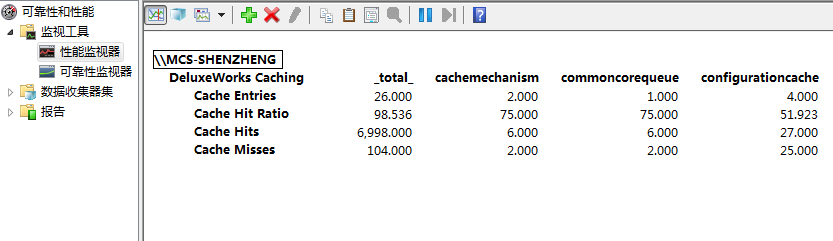 可靠性和性能
监视工具
性能监视器
可靠性监视器
数据收集器集
报告
\\MCS-SHENZHENG
DeluxeWorks Caching _total_ cachemechanism commoncorequeue configurationcache
Cache Entries 26.000 2.000 1.000 4.000
Cache Hit Ratio 98.536 75.000 75.000 51.923
Cache Hits 6,998.000 6.000 6.000 27.000
Cache Misses 104.000 2.000 2.000 25.000